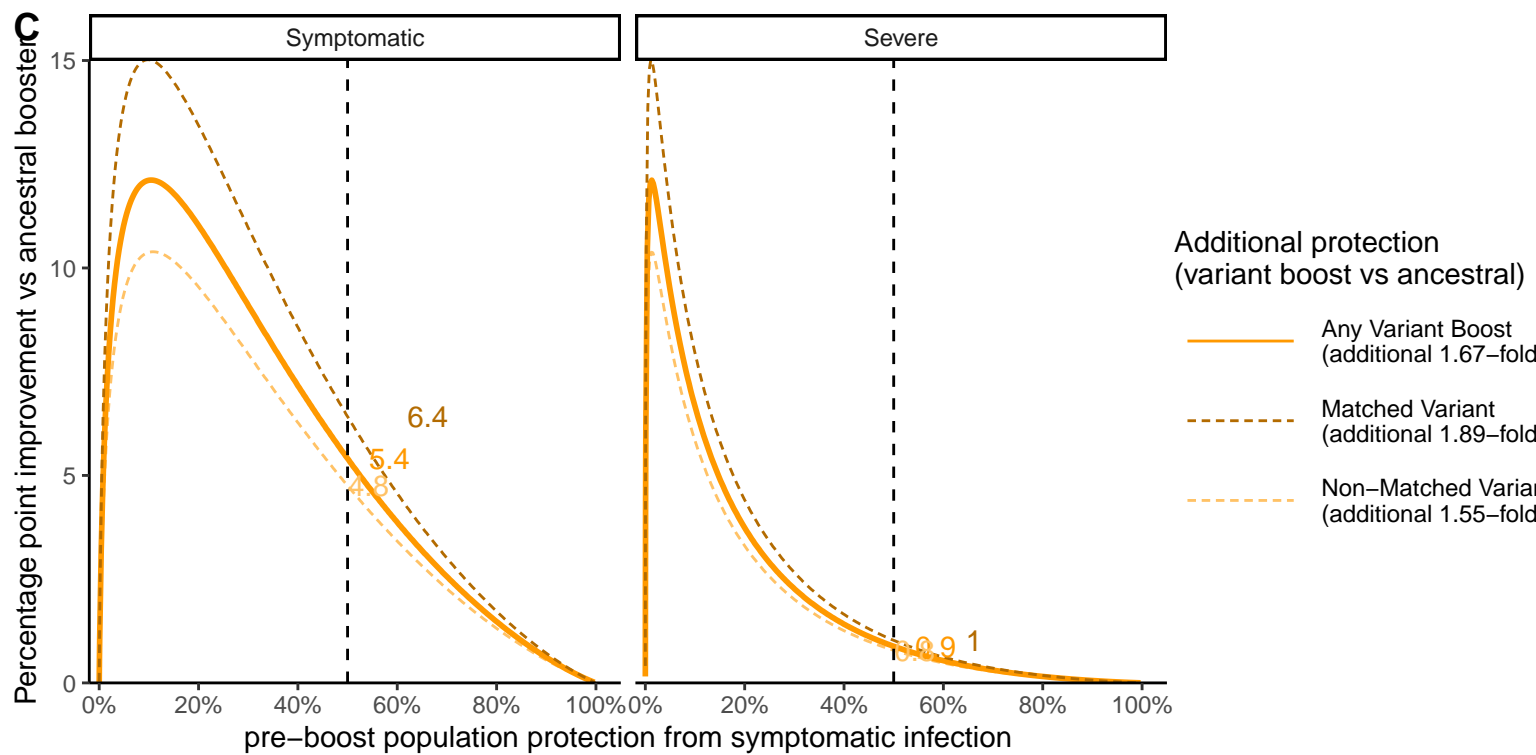 C
Symptomatic
Severe
Percentage point improvement vs ancestral booster
15
10
5
0
6.4
5.4
4.8
1
0.9
0.8
0% 20% 40% 60% 80% 100%
0% 20% 40% 60% 80% 100%
pre−boost population protection from symptomatic infection
Additional protection
(variant boost vs ancestral)
Any Variant Boost
(additional 1.67−fold
Matched Variant
(additional 1.89−fold
Non−Matched Varian
(additional 1.55−fold